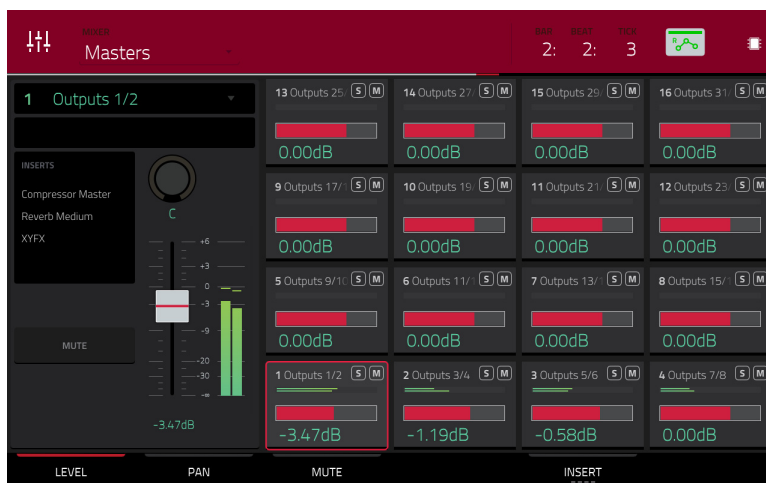 MIXER
Masters
BAR BEAT TICK
2: 2: 3
R
1 Outputs 1/2
INSERTS
Compressor Master
Reverb Medium
XYFX
C
+6
+3
0
-3
-9
-20
-30
-∞
MUTE
-3.47dB
13 Outputs 25/ S M
0.00dB
14 Outputs 27/ S M
0.00dB
15 Outputs 29/ S M
0.00dB
16 Outputs 31/ S M
0.00dB
9 Outputs 17/1 S M
0.00dB
10 Outputs 19/ S M
0.00dB
11 Outputs 21/ S M
0.00dB
12 Outputs 23/ S M
0.00dB
5 Outputs 9/10 S M
0.00dB
6 Outputs 11/1 S M
0.00dB
7 Outputs 13/1 S M
0.00dB
8 Outputs 15/1 S M
0.00dB
1 Outputs 1/2 S M
-3.47dB
2 Outputs 3/4 S M
-1.19dB
3 Outputs 5/6 S M
-0.58dB
4 Outputs 7/8 S M
0.00dB
LEVEL PAN MUTE INSERT